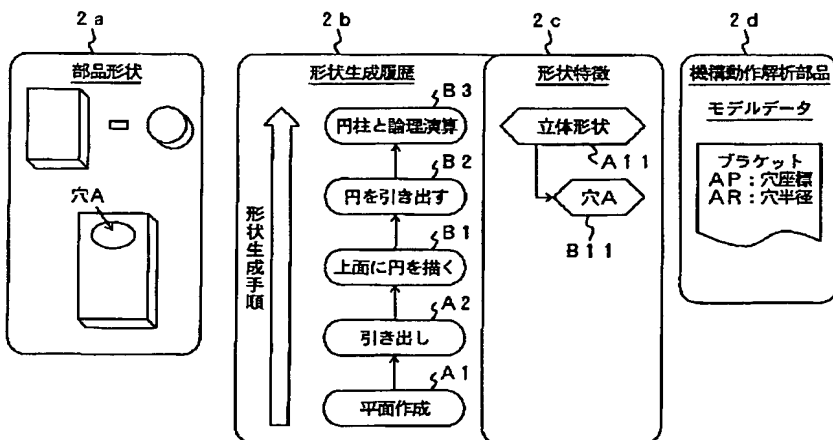 2a
部品形状
穴A
2b
形状生成履歴
形状生成手順
B3
円柱と論理演算
B2
円を引き出す
B1
上面に円を描く
A2
引き出し
A1
平面作成
2c
形状特徴
立体形状
A11
穴A
B11
2d
機構動作解析部品
モデルデータ
ブラケット
AP:穴座標
AR:穴半径